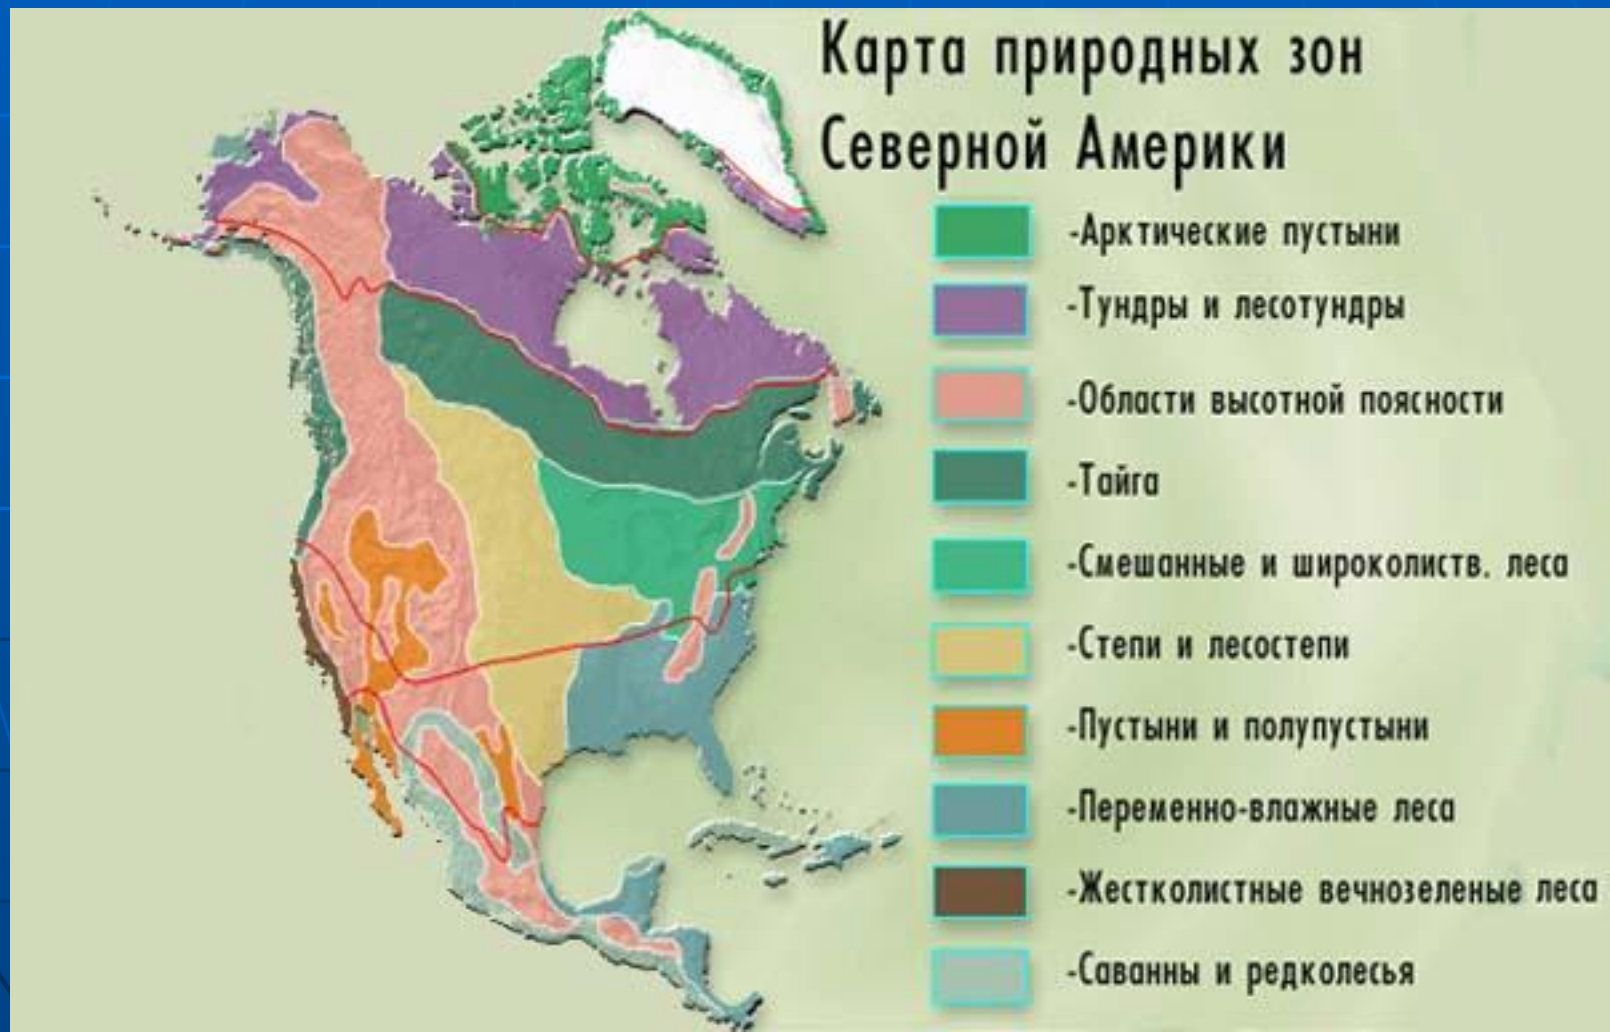 Карта природных зон
Северной Америки
-Арктические пустыни
-Тундры и лесотундры
-Области высотной поясности
-Тайга
-Смешанные и широколиств. леса
-Степи и лесостепи
-Пустыни и полупустыни
-Переменно-влажные леса
-Жестколистные вечнозеленые леса
-Саванны и редколесья